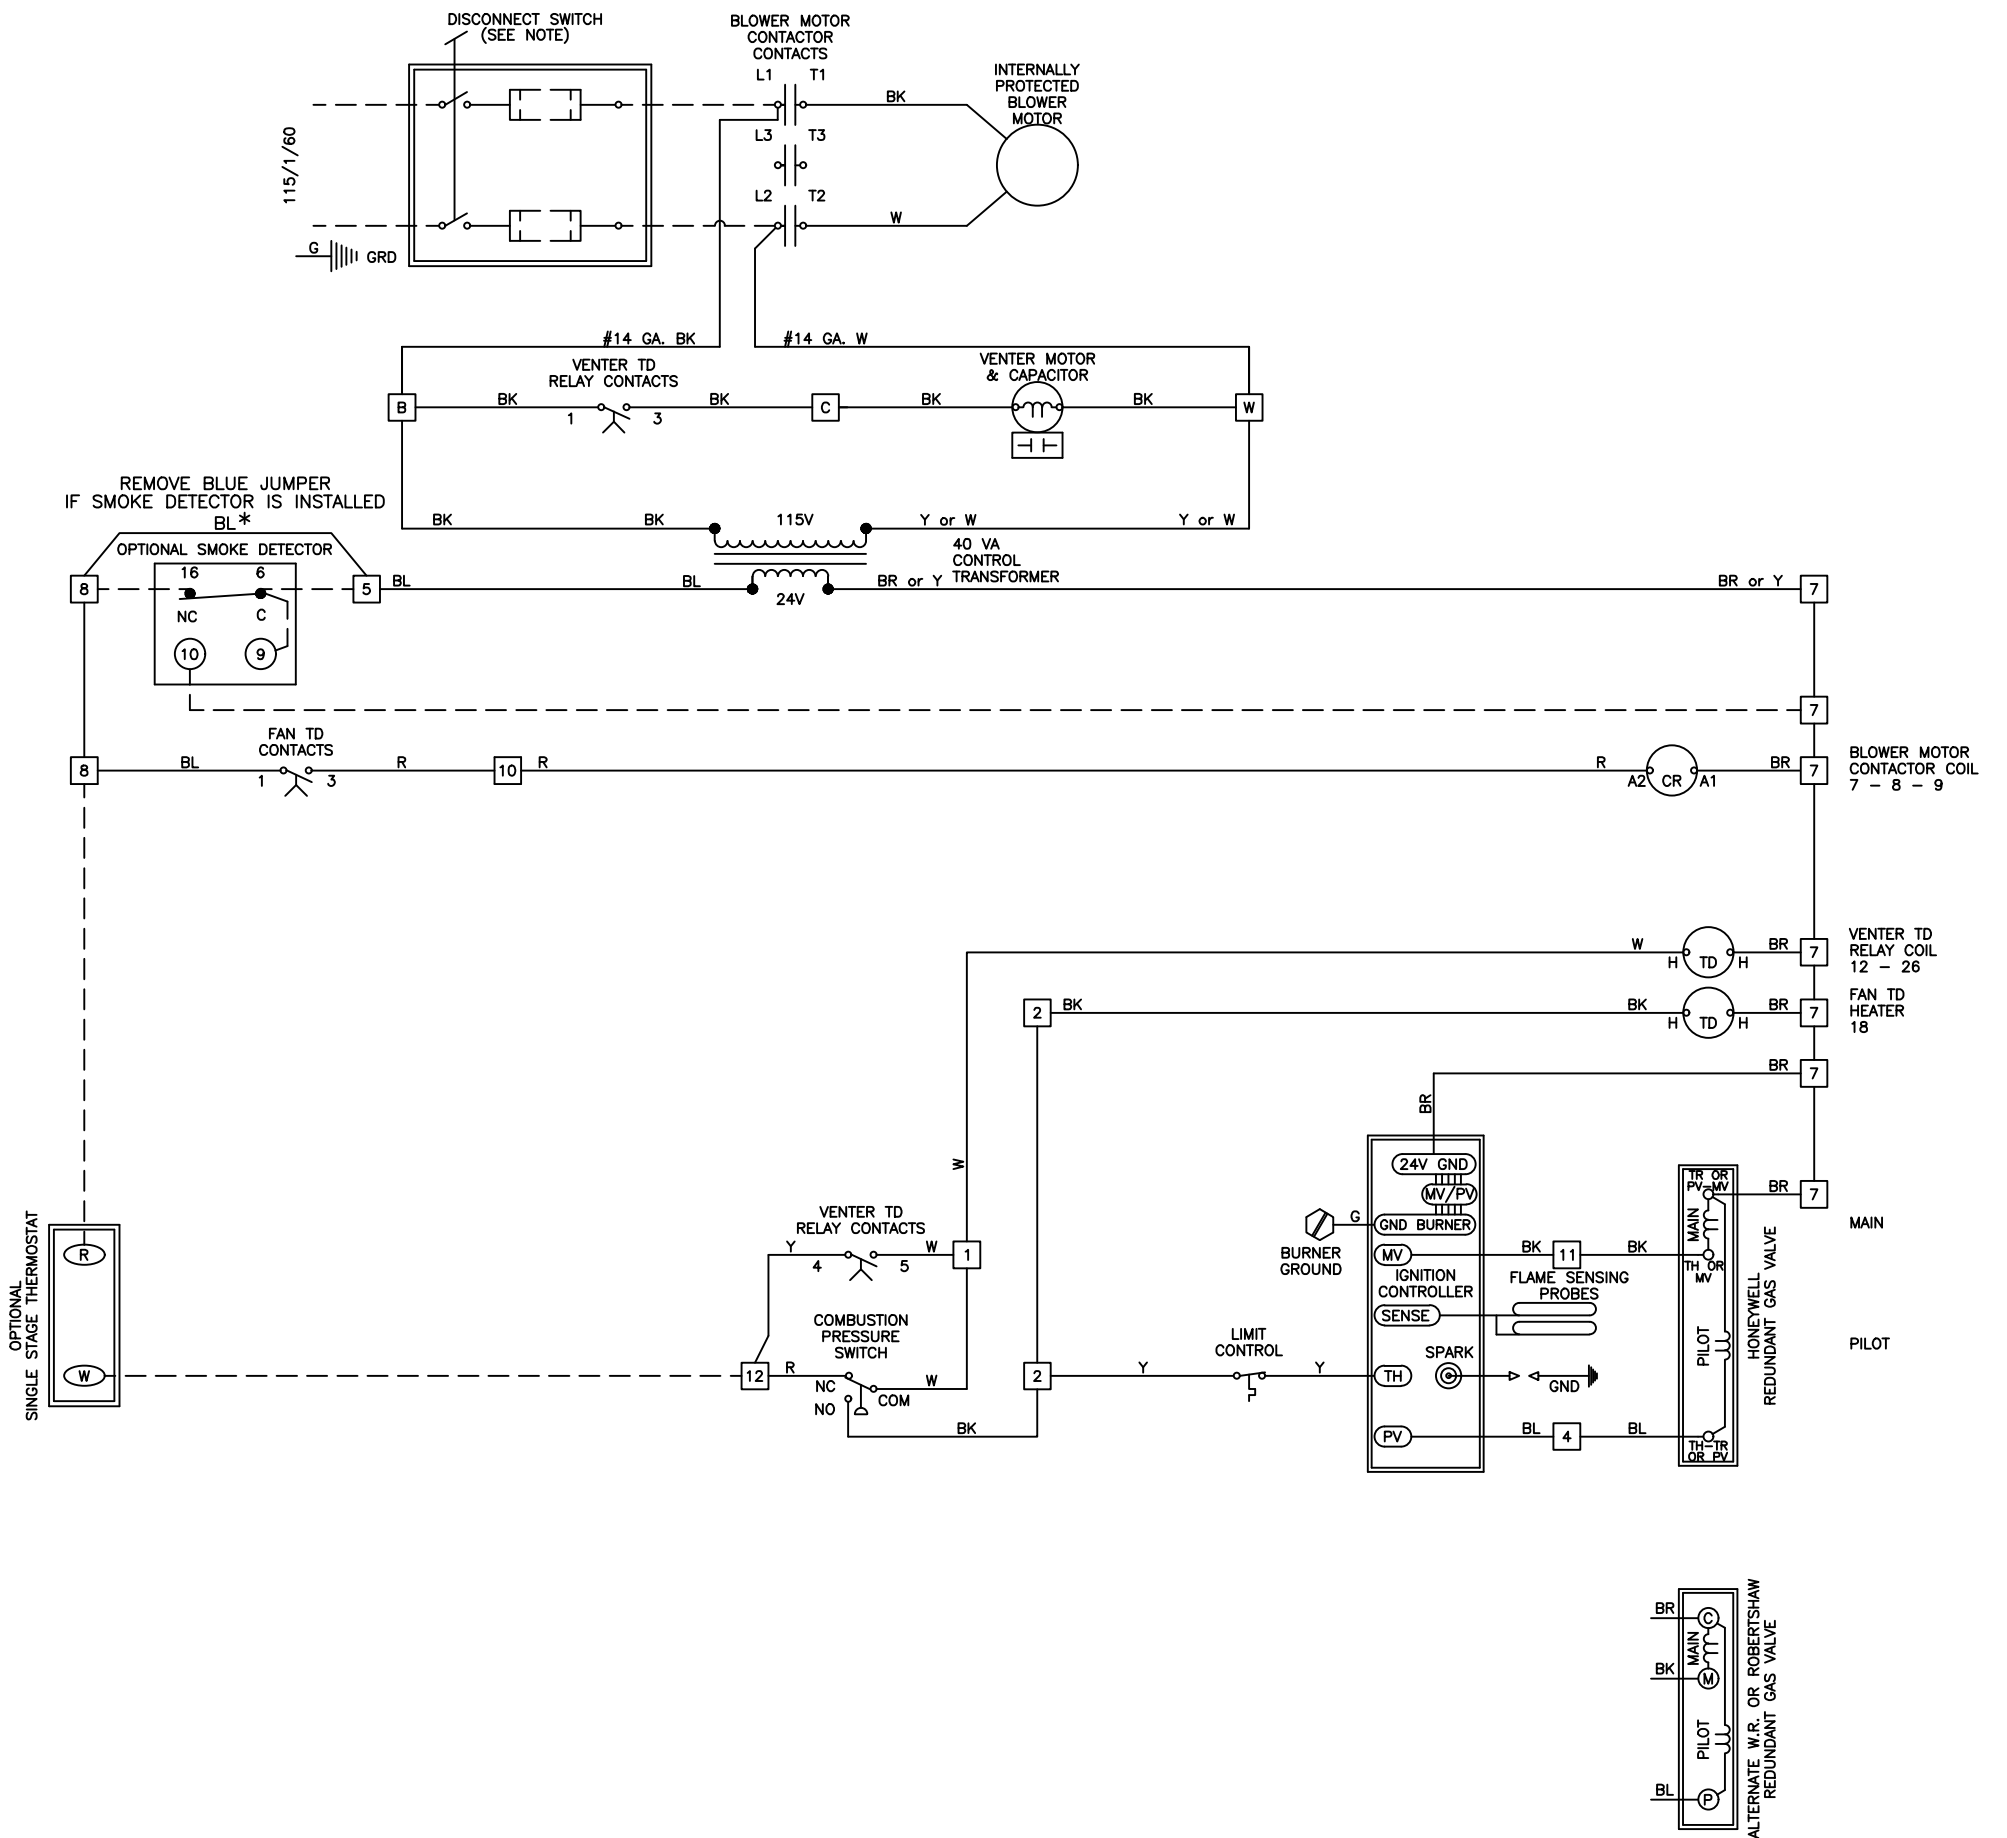 DISCONNECT SWITCH
(SEE NOTE)
BLOWER MOTOR
CONTACTOR
CONTACTS
L1 T1
INTERNALLY
PROTECTED
BLOWER
MOTOR
BK
L3 T3
115/1/60
L2 T2
W
G
GRD
#14 GA. BK
#14 GA. W
VENTER TD
RELAY CONTACTS
VENTER MOTOR
& CAPACITOR
B
BK
1
3
BK
C
BK
BK
W
REMOVE BLUE JUMPER
IF SMOKE DETECTOR IS INSTALLED
BL*
BK
BK
115V
Y or W
Y or W
OPTIONAL SMOKE DETECTOR
40 VA
CONTROL
TRANSFORMER
16 6
8
5
BL
BL
24V
BR or Y
BR or Y
7
NC C
10 9
7
FAN TD
CONTACTS
8
BL
1
3
R
10
R
R
A2
CR
A1
BR
7
BLOWER MOTOR
CONTACTOR COIL
7 - 8 - 9
W
H
TD
H
BR
7
VENTER TD
RELAY COIL
12 - 26
2
BK
BK
H
TD
H
BR
7
FAN TD
HEATER
18
BR
7
BR
W
24V GND
MV/PV
GND BURNER
G
BURNER
GROUND
TR OR
PV-MV
BR
7
MAIN
MAIN
VENTER TD
RELAY CONTACTS
Y
4
5
W
1
MV
BK
11
BK
TH OR
MV
IGNITION
CONTROLLER
FLAME SENSING
PROBES
SENSE
OPTIONAL
SINGLE STAGE THERMOSTAT
R
W
COMBUSTION
PRESSURE
SWITCH
12
R
NC
NO
COM
W
BK
2
Y
LIMIT
CONTROL
Y
TH
SPARK
GND
PILOT
PILOT
HONEYWELL
REDUNDANT GAS VALVE
PV
BL
4
BL
TH-TR
OR PV
BR
C
MAIN
BK
M
PILOT
BL
P
ALTERNATE W.R. OR ROBERTSHAW
REDUNDANT GAS VALVE